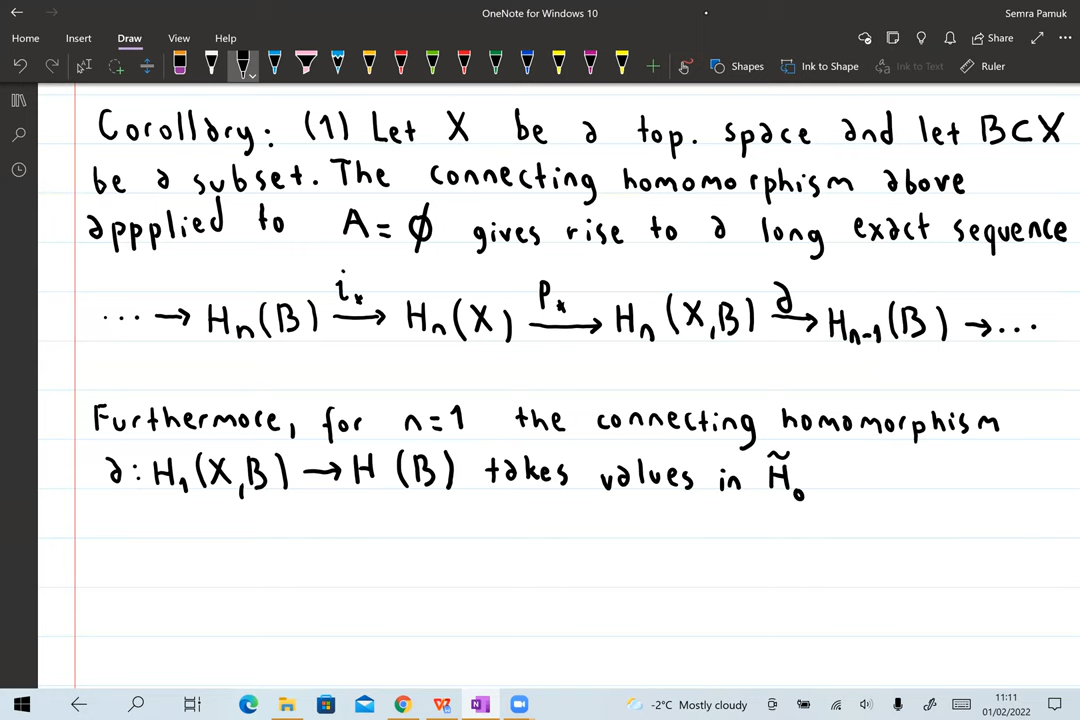 OneNote for Windows 10
Semra Pamuk
Home Insert Draw View Help
Share
Shapes Ink to Shape Ink to Text Ruler
Corollary: (1) Let X be a top. space and let B⊂X
be a subset. The connecting homomorphism above
appplied to A=∅ gives rise to a long exact sequence
⋯ → Hₙ(B) —i_*→ Hₙ(X) —p_*→ Hₙ(X,B) —∂→ Hₙ₋₁(B) → ⋯
Furthermore, for n=1 the connecting homomorphism
∂: H₁(X,B) → H (B) takes values in H̃₀
-2°C Mostly cloudy
11:11
01/02/2022